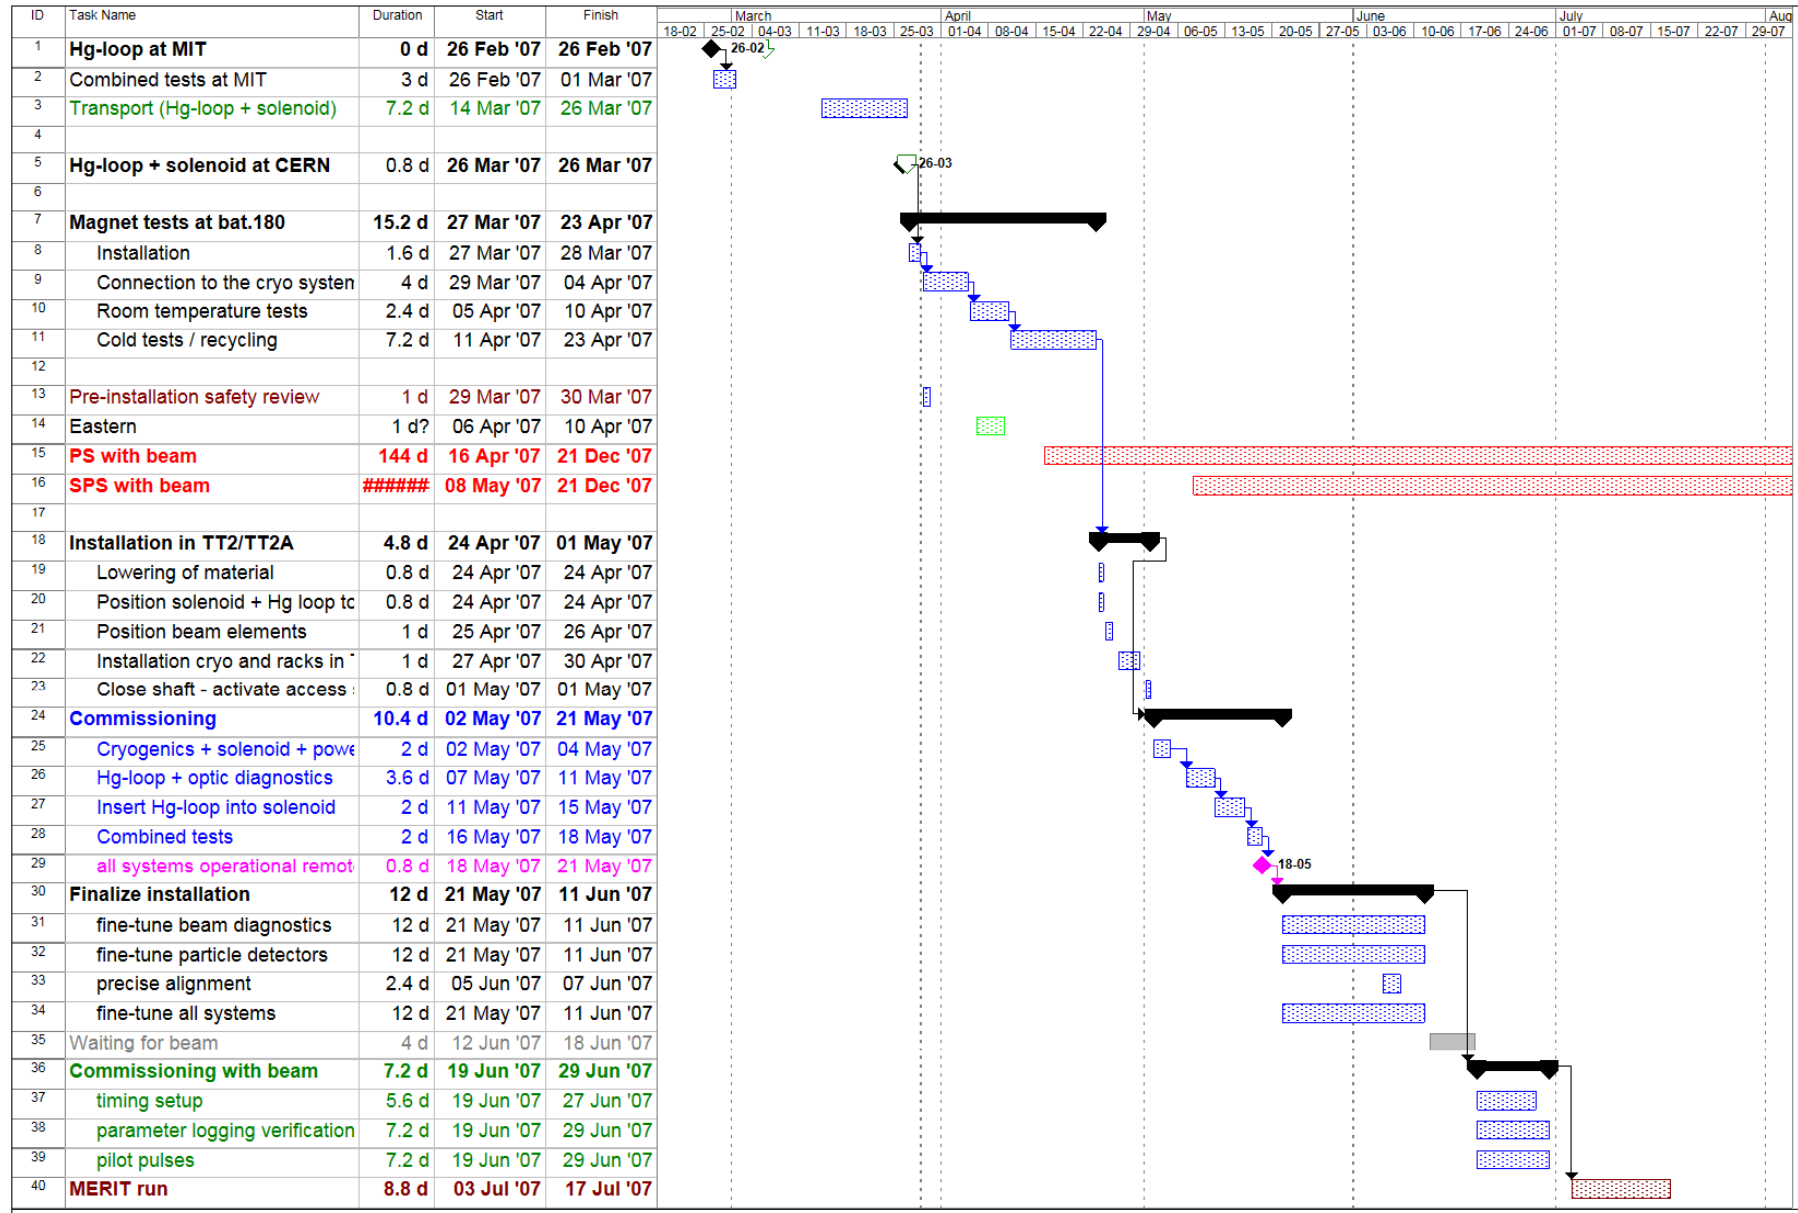 ID Task Name Duration Start Finish March April May June July Aug
18-02 25-02 04-03 11-03 18-03 25-03 01-04 08-04 15-04 22-04 29-04 06-05 13-05 20-05 27-05 03-06 10-06 17-06 24-06 01-07 08-07 15-07 22-07 29-07
1 Hg-loop at MIT 0 d 26 Feb '07 26 Feb '07 26-02
2 Combined tests at MIT 3 d 26 Feb '07 01 Mar '07
3 Transport (Hg-loop + solenoid) 7.2 d 14 Mar '07 26 Mar '07
4
5 Hg-loop + solenoid at CERN 0.8 d 26 Mar '07 26 Mar '07 26-03
6
7 Magnet tests at bat.180 15.2 d 27 Mar '07 23 Apr '07
8 Installation 1.6 d 27 Mar '07 28 Mar '07
9 Connection to the cryo system 4 d 29 Mar '07 04 Apr '07
10 Room temperature tests 2.4 d 05 Apr '07 10 Apr '07
11 Cold tests / recycling 7.2 d 11 Apr '07 23 Apr '07
12
13 Pre-installation safety review 1 d 29 Mar '07 30 Mar '07
14 Eastern 1 d? 06 Apr '07 10 Apr '07
15 PS with beam 144 d 16 Apr '07 21 Dec '07
16 SPS with beam ###### 08 May '07 21 Dec '07
17
18 Installation in TT2/TT2A 4.8 d 24 Apr '07 01 May '07
19 Lowering of material 0.8 d 24 Apr '07 24 Apr '07
20 Position solenoid + Hg loop to 0.8 d 24 Apr '07 24 Apr '07
21 Position beam elements 1 d 25 Apr '07 26 Apr '07
22 Installation cryo and racks in 1 d 27 Apr '07 30 Apr '07
23 Close shaft - activate access 0.8 d 01 May '07 01 May '07
24 Commissioning 10.4 d 02 May '07 21 May '07
25 Cryogenics + solenoid + powe 2 d 02 May '07 04 May '07
26 Hg-loop + optic diagnostics 3.6 d 07 May '07 11 May '07
27 Insert Hg-loop into solenoid 2 d 11 May '07 15 May '07
28 Combined tests 2 d 16 May '07 18 May '07
29 all systems operational remot 0.8 d 18 May '07 21 May '07 18-05
30 Finalize installation 12 d 21 May '07 11 Jun '07
31 fine-tune beam diagnostics 12 d 21 May '07 11 Jun '07
32 fine-tune particle detectors 12 d 21 May '07 11 Jun '07
33 precise alignment 2.4 d 05 Jun '07 07 Jun '07
34 fine-tune all systems 12 d 21 May '07 11 Jun '07
35 Waiting for beam 4 d 12 Jun '07 18 Jun '07
36 Commissioning with beam 7.2 d 19 Jun '07 29 Jun '07
37 timing setup 5.6 d 19 Jun '07 27 Jun '07
38 parameter logging verification 7.2 d 19 Jun '07 29 Jun '07
39 pilot pulses 7.2 d 19 Jun '07 29 Jun '07
40 MERIT run 8.8 d 03 Jul '07 17 Jul '07